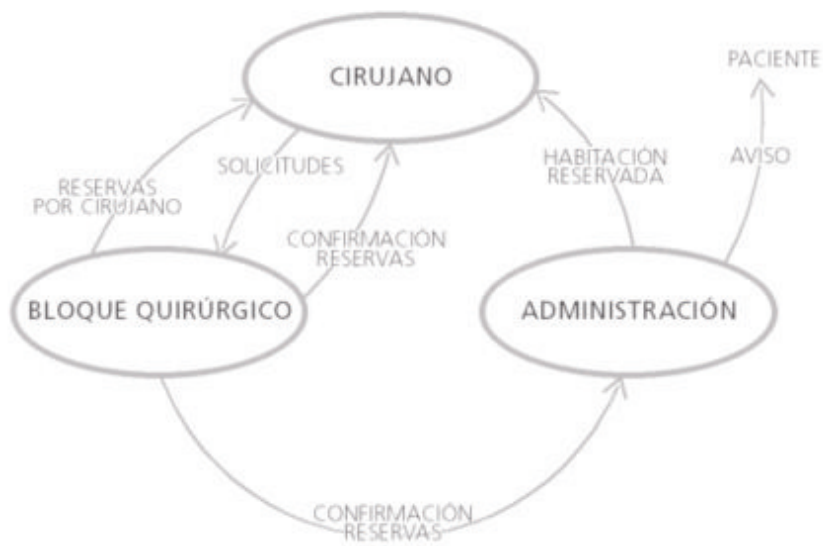 CIRUJANO
PACIENTE
SOLICITUDES
HABITACIÓN
RESERVADA
AVISO
RESERVAS
POR CIRUJANO
CONFIRMACIÓN
RESERVAS
BLOQUE QUIRÚRGICO
ADMINISTRACIÓN
CONFIRMACIÓN
RESERVAS